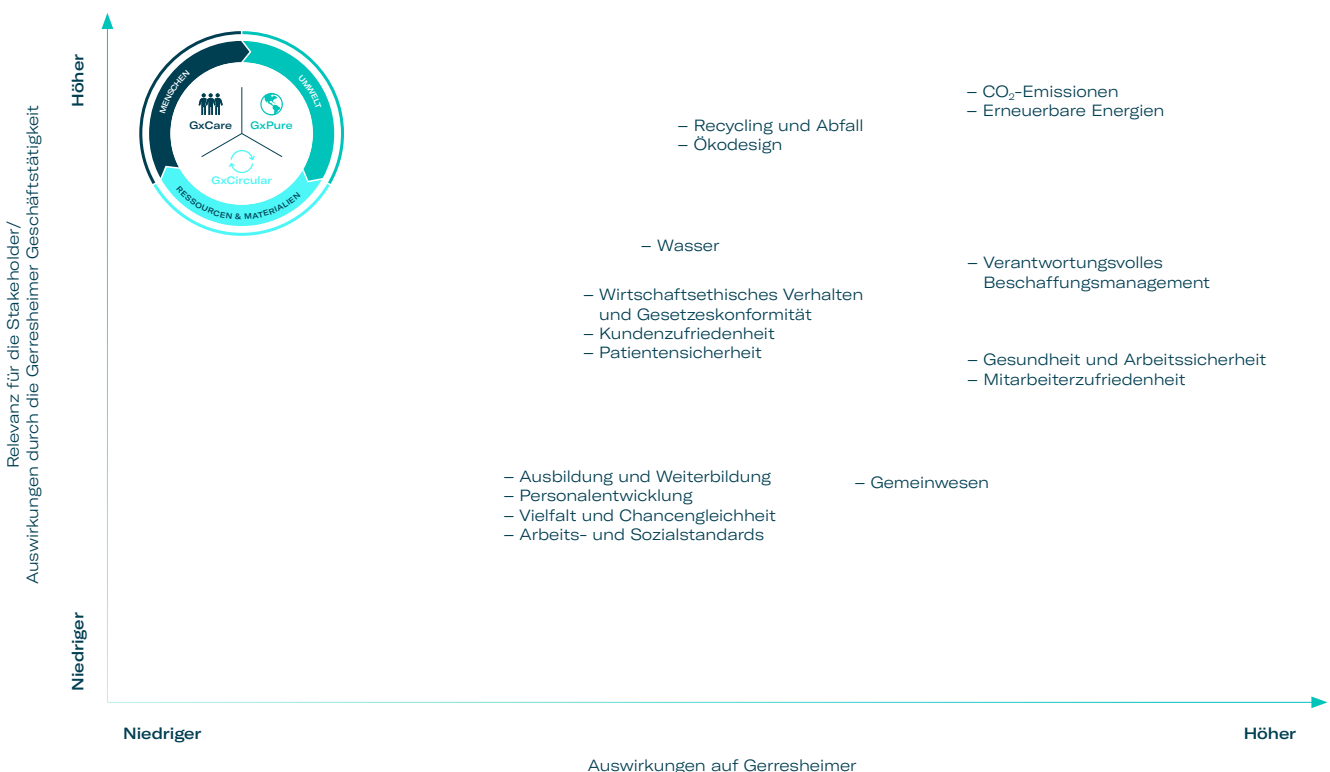 Relevanz für die Stakeholder/
Auswirkungen durch die Gerresheimer Geschäftstätigkeit
Höher
Niedriger
MENSCHEN
UMWELT
GxCare
GxPure
GxCircular
RESSOURCEN & MATERIALIEN
– CO₂-Emissionen
– Erneuerbare Energien
– Recycling und Abfall
– Ökodesign
– Wasser
– Verantwortungsvolles
Beschaffungsmanagement
– Wirtschaftsethisches Verhalten
und Gesetzeskonformität
– Kundenzufriedenheit
– Patientensicherheit
– Gesundheit und Arbeitssicherheit
– Mitarbeiterzufriedenheit
– Ausbildung und Weiterbildung
– Personalentwicklung
– Vielfalt und Chancengleichheit
– Arbeits- und Sozialstandards
– Gemeinwesen
Niedriger
Höher
Auswirkungen auf Gerresheimer